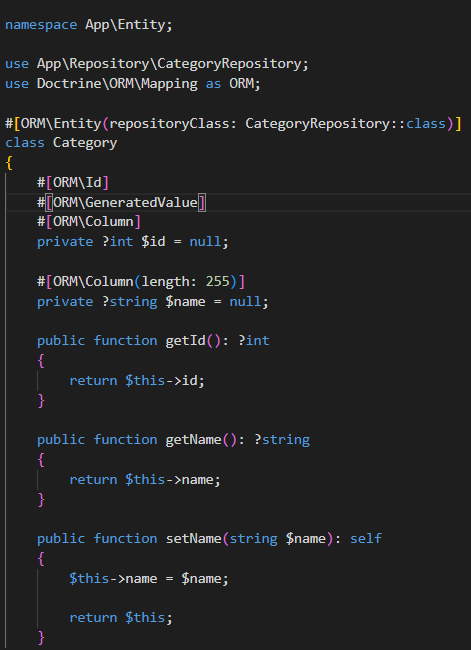 namespace App\Entity;
use App\Repository\CategoryRepository;
use Doctrine\ORM\Mapping as ORM;
#[ORM\Entity(repositoryClass: CategoryRepository::class)]
class Category
{
#[ORM\Id]
#[ORM\GeneratedValue]
#[ORM\Column]
private ?int $id = null;
#[ORM\Column(length: 255)]
private ?string $name = null;
public function getId(): ?int
{
return $this->id;
}
public function getName(): ?string
{
return $this->name;
}
public function setName(string $name): self
{
$this->name = $name;
return $this;
}